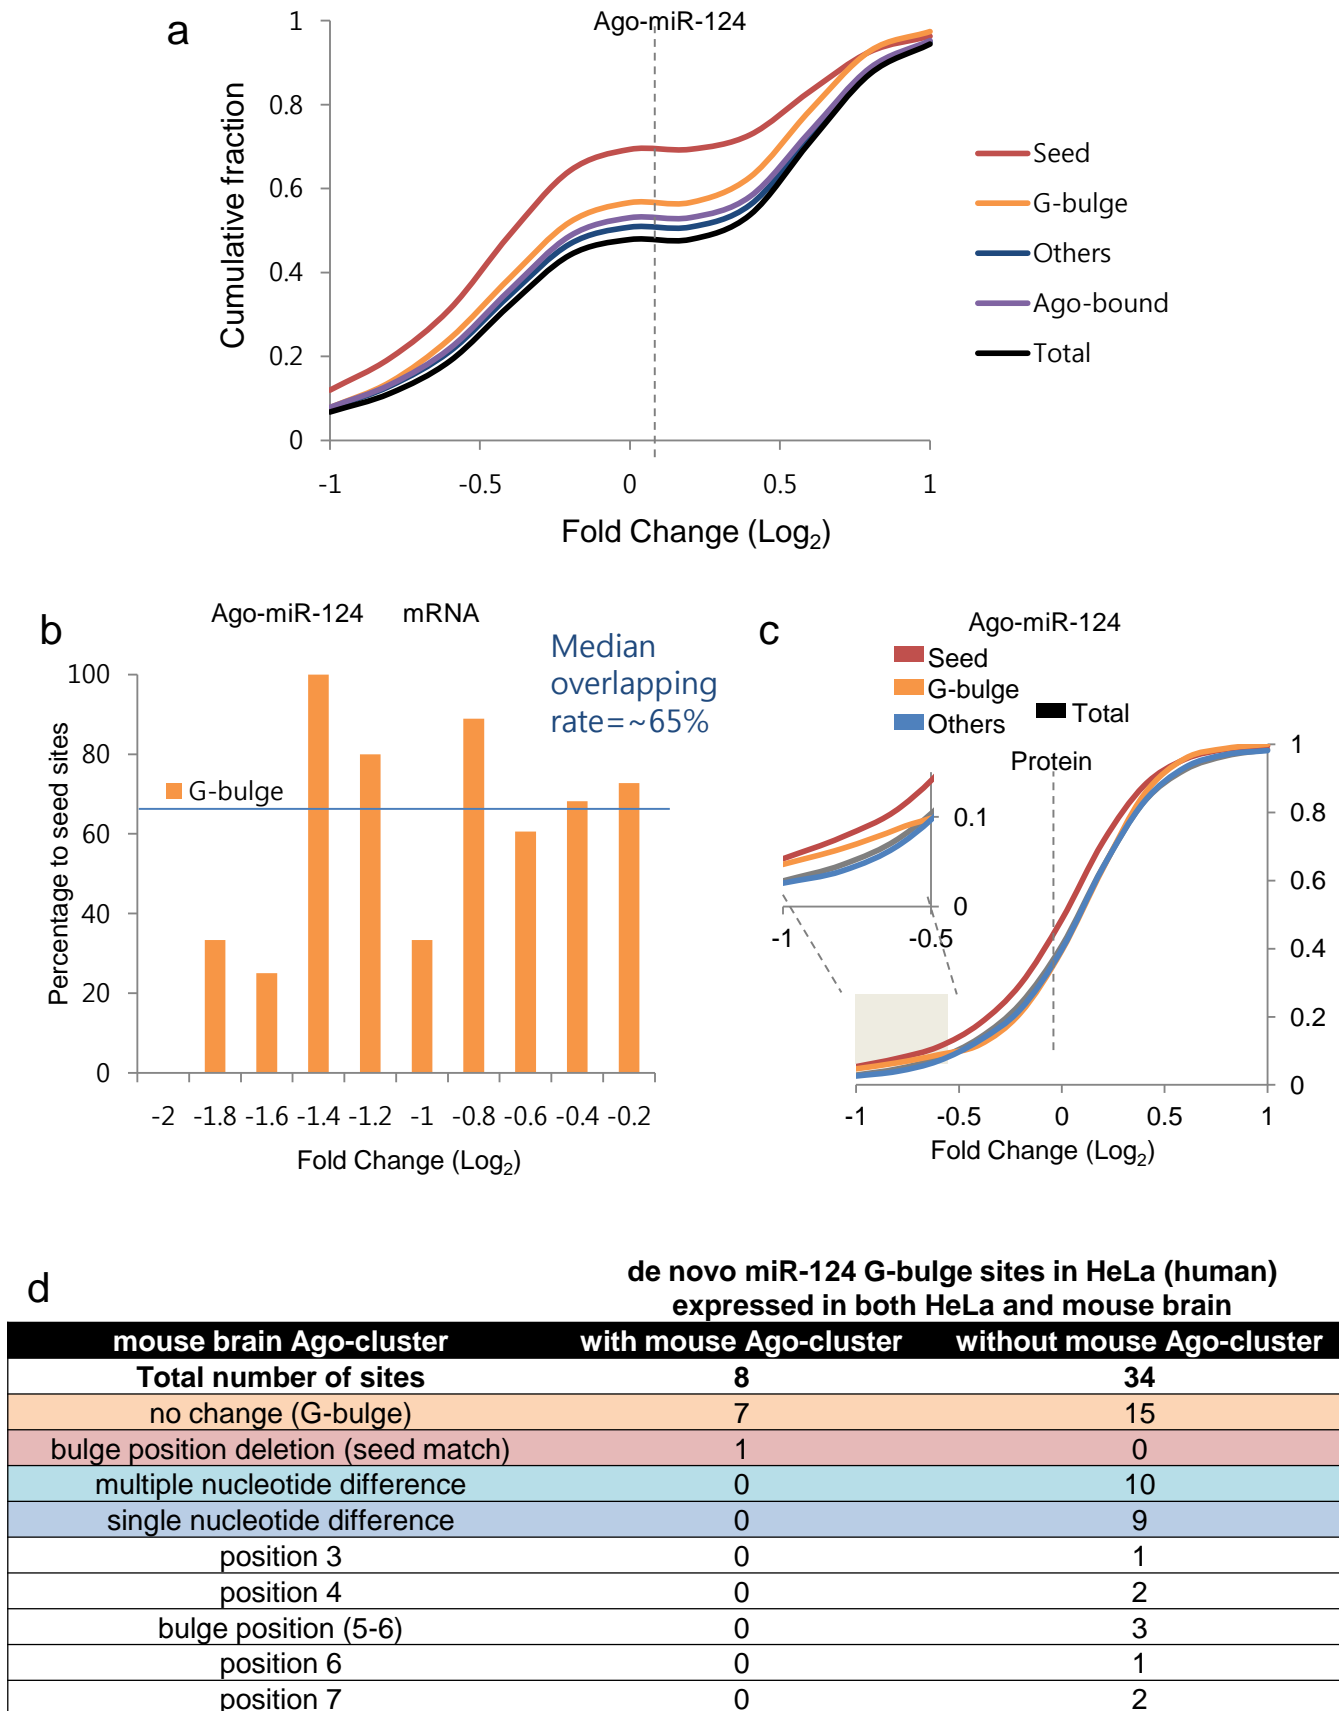 a
Ago-miR-124
Cumulative fraction
1
0.8
0.6
0.4
0.2
0
-1
-0.5
0
0.5
1
Fold Change (Log2)
Seed
G-bulge
Others
Ago-bound
Total
b
Ago-miR-124 mRNA
Median
overlapping
rate=~65%
Percentage to seed sites
100
80
60
40
20
0
G-bulge
-2 -1.8 -1.6 -1.4 -1.2 -1 -0.8 -0.6 -0.4 -0.2
Fold Change (Log2)
c
Ago-miR-124
Seed
G-bulge
Others
Total
Protein
0.1
0
-1
-0.5
1
0.8
0.6
0.4
0.2
0
-1
-0.5
0
0.5
1
Fold Change (Log2)
d
de novo miR-124 G-bulge sites in HeLa (human)
expressed in both HeLa and mouse brain
mouse brain Ago-cluster with mouse Ago-cluster without mouse Ago-cluster
Total number of sites 8 34
no change (G-bulge) 7 15
bulge position deletion (seed match) 1 0
multiple nucleotide difference 0 10
single nucleotide difference 0 9
position 3 0 1
position 4 0 2
bulge position (5-6) 0 3
position 6 0 1
position 7 0 2